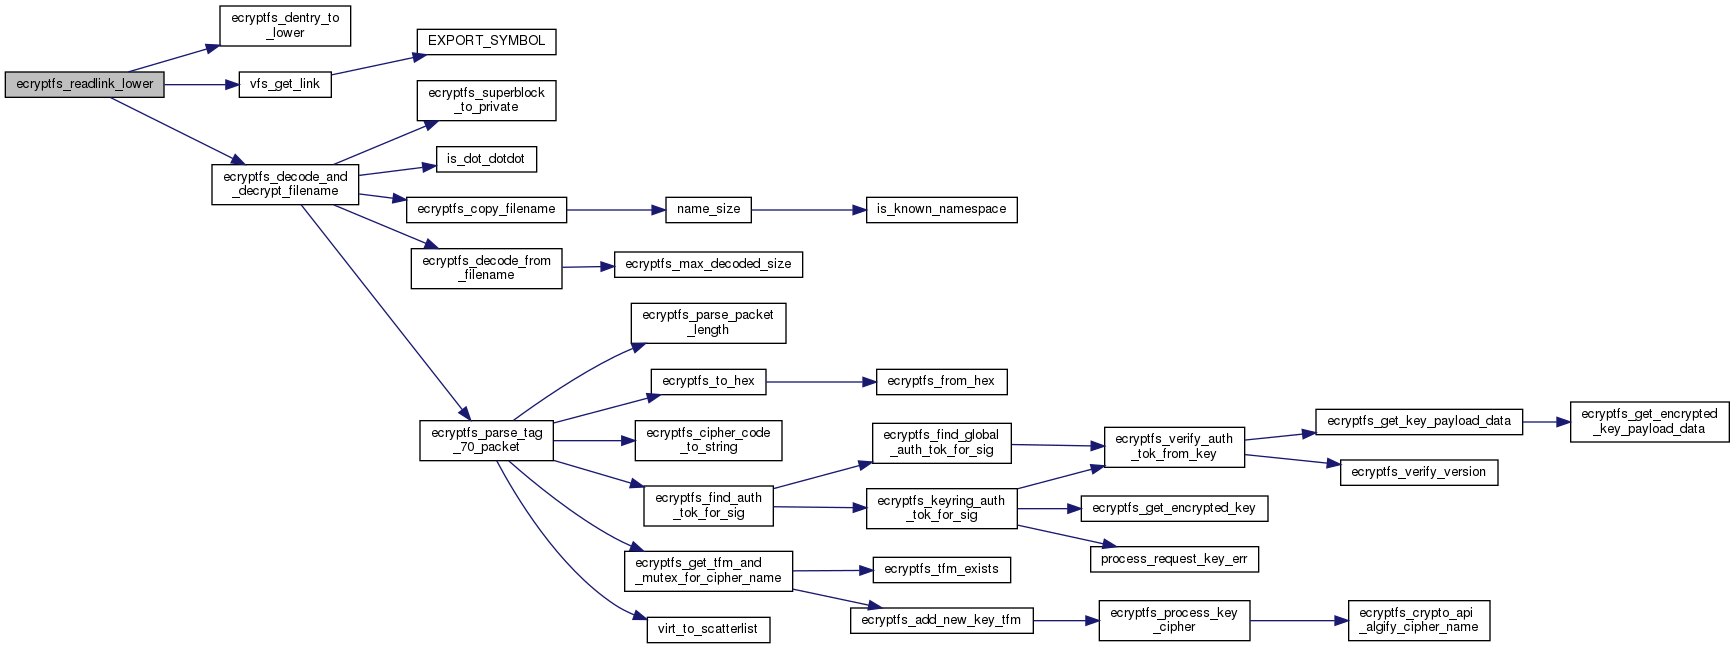 ecryptfs_dentry_to
_lower
EXPORT_SYMBOL
ecryptfs_readlink_lower
vfs_get_link
ecryptfs_superblock
_to_private
is_dot_dotdot
ecryptfs_decode_and
_decrypt_filename
ecryptfs_copy_filename
name_size
is_known_namespace
ecryptfs_decode_from
_filename
ecryptfs_max_decoded_size
ecryptfs_parse_packet
_length
ecryptfs_to_hex
ecryptfs_from_hex
ecryptfs_parse_tag
_70_packet
ecryptfs_cipher_code
_to_string
ecryptfs_find_global
_auth_tok_for_sig
ecryptfs_verify_auth
_tok_from_key
ecryptfs_get_key_payload_data
ecryptfs_get_encrypted
_key_payload_data
ecryptfs_verify_version
ecryptfs_find_auth
_tok_for_sig
ecryptfs_keyring_auth
_tok_for_sig
ecryptfs_get_encrypted_key
process_request_key_err
ecryptfs_get_tfm_and
_mutex_for_cipher_name
ecryptfs_tfm_exists
ecryptfs_add_new_key_tfm
ecryptfs_process_key
_cipher
ecryptfs_crypto_api
_algify_cipher_name
virt_to_scatterlist